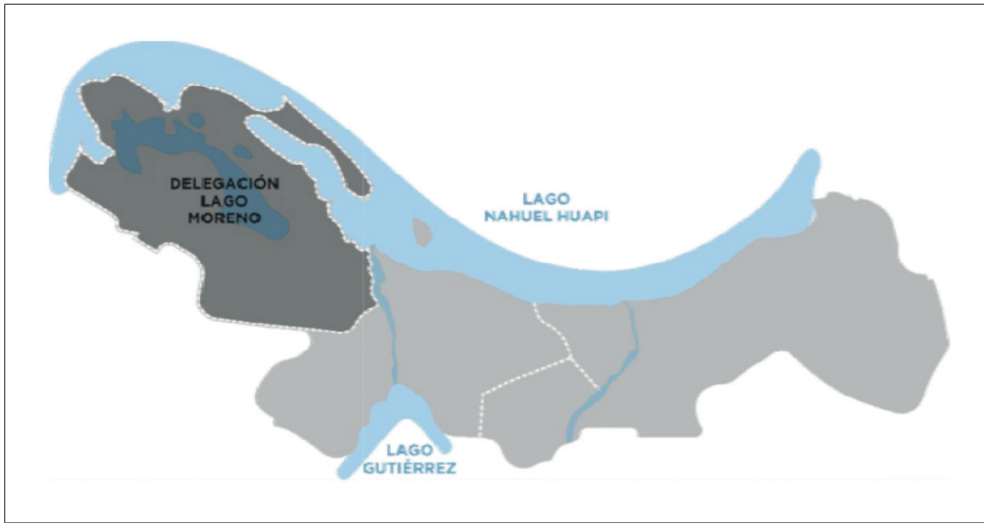 DELEGACIÓN
LAGO
MORENO
LAGO
NAHUEL HUAPI
LAGO
GUTIÉRREZ